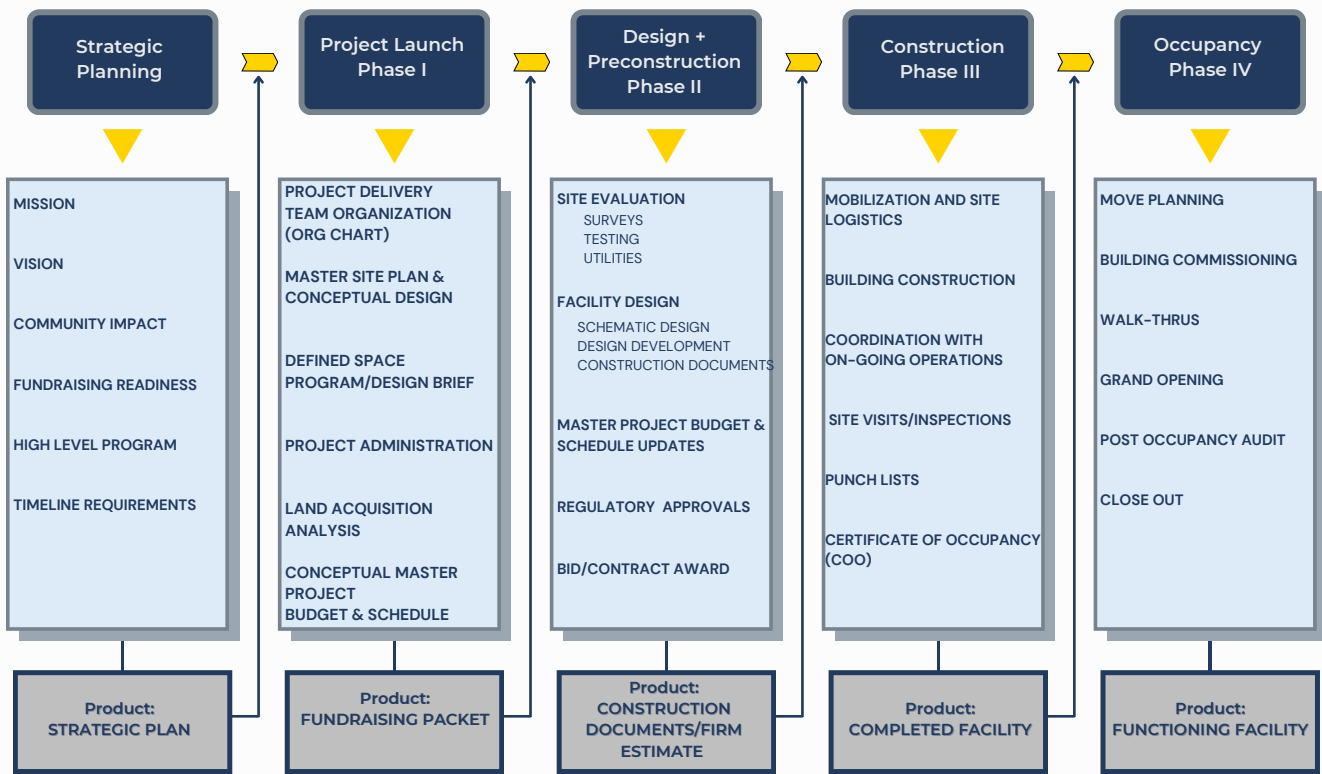 Strategic
Planning
Project Launch
Phase I
Design +
Preconstruction
Phase II
Construction
Phase III
Occupancy
Phase IV
MISSION
VISION
COMMUNITY IMPACT
FUNDRAISING READINESS
HIGH LEVEL PROGRAM
TIMELINE REQUIREMENTS
PROJECT DELIVERY
TEAM ORGANIZATION
(ORG CHART)
MASTER SITE PLAN &
CONCEPTUAL DESIGN
DEFINED SPACE
PROGRAM/DESIGN BRIEF
PROJECT ADMINISTRATION
LAND ACQUISITION
ANALYSIS
CONCEPTUAL MASTER
PROJECT
BUDGET & SCHEDULE
SITE EVALUATION
SURVEYS
TESTING
UTILITIES
FACILITY DESIGN
SCHEMATIC DESIGN
DESIGN DEVELOPMENT
CONSTRUCTION DOCUMENTS
MASTER PROJECT BUDGET &
SCHEDULE UPDATES
REGULATORY APPROVALS
BID/CONTRACT AWARD
MOBILIZATION AND SITE
LOGISTICS
BUILDING CONSTRUCTION
COORDINATION WITH
ON-GOING OPERATIONS
SITE VISITS/INSPECTIONS
PUNCH LISTS
CERTIFICATE OF OCCUPANCY
(COO)
MOVE PLANNING
BUILDING COMMISSIONING
WALK-THRUS
GRAND OPENING
POST OCCUPANCY AUDIT
CLOSE OUT
Product:
STRATEGIC PLAN
Product:
FUNDRAISING PACKET
Product:
CONSTRUCTION
DOCUMENTS/FIRM
ESTIMATE
Product:
COMPLETED FACILITY
Product:
FUNCTIONING FACILITY